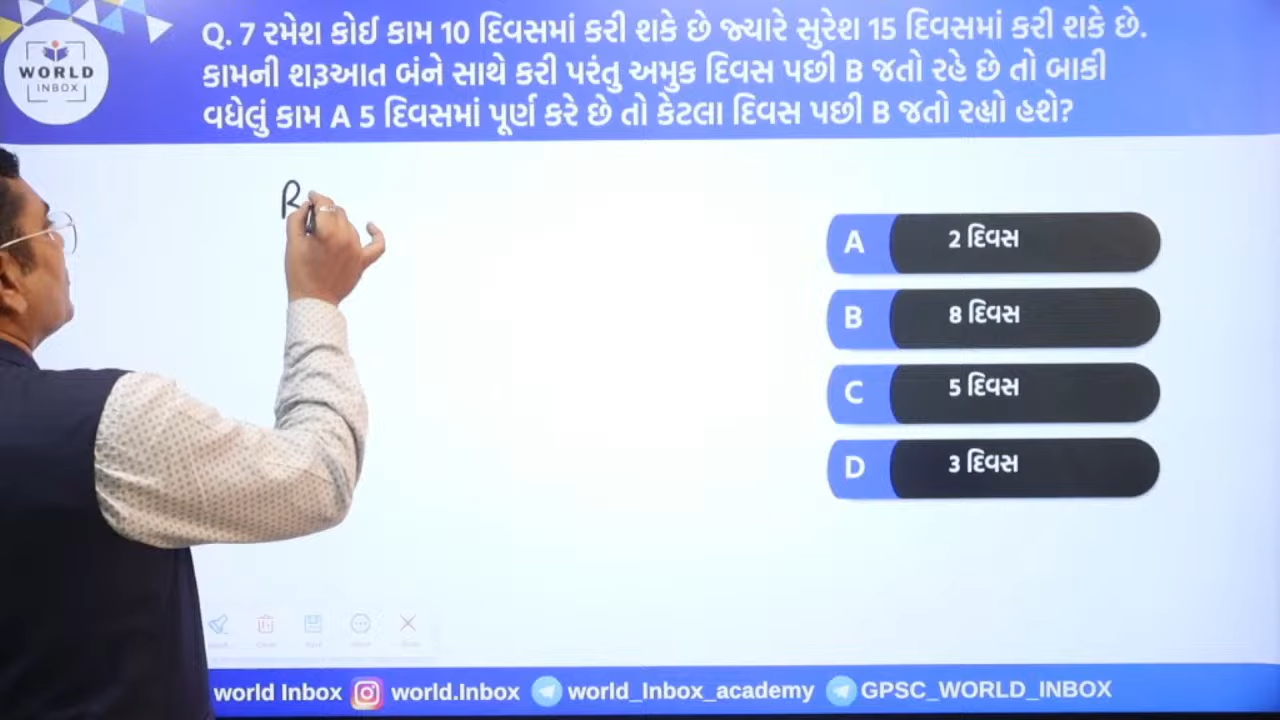 Q. 7 રમેશ કોઈ કામ 10 દિવસમાં કરી શકે છે જ્યારે સુરેશ 15 દિવસમાં કરી શકે છે.
કામની શરૂઆત બંને સાથે કરી પરંતુ અમુક દિવસ પછી B જતો રહે છે તો બાકી
વધેલું કામ A 5 દિવસમાં પૂર્ણ કરે છે તો કેટલા દિવસ પછી B જતો રહ્યો હશે?
WORLD
INBOX
R
A 2 દિવસ
B 8 દિવસ
C 5 દિવસ
D 3 દિવસ
world Inbox world.Inbox world_Inbox_academy GPSC_WORLD_INBOX